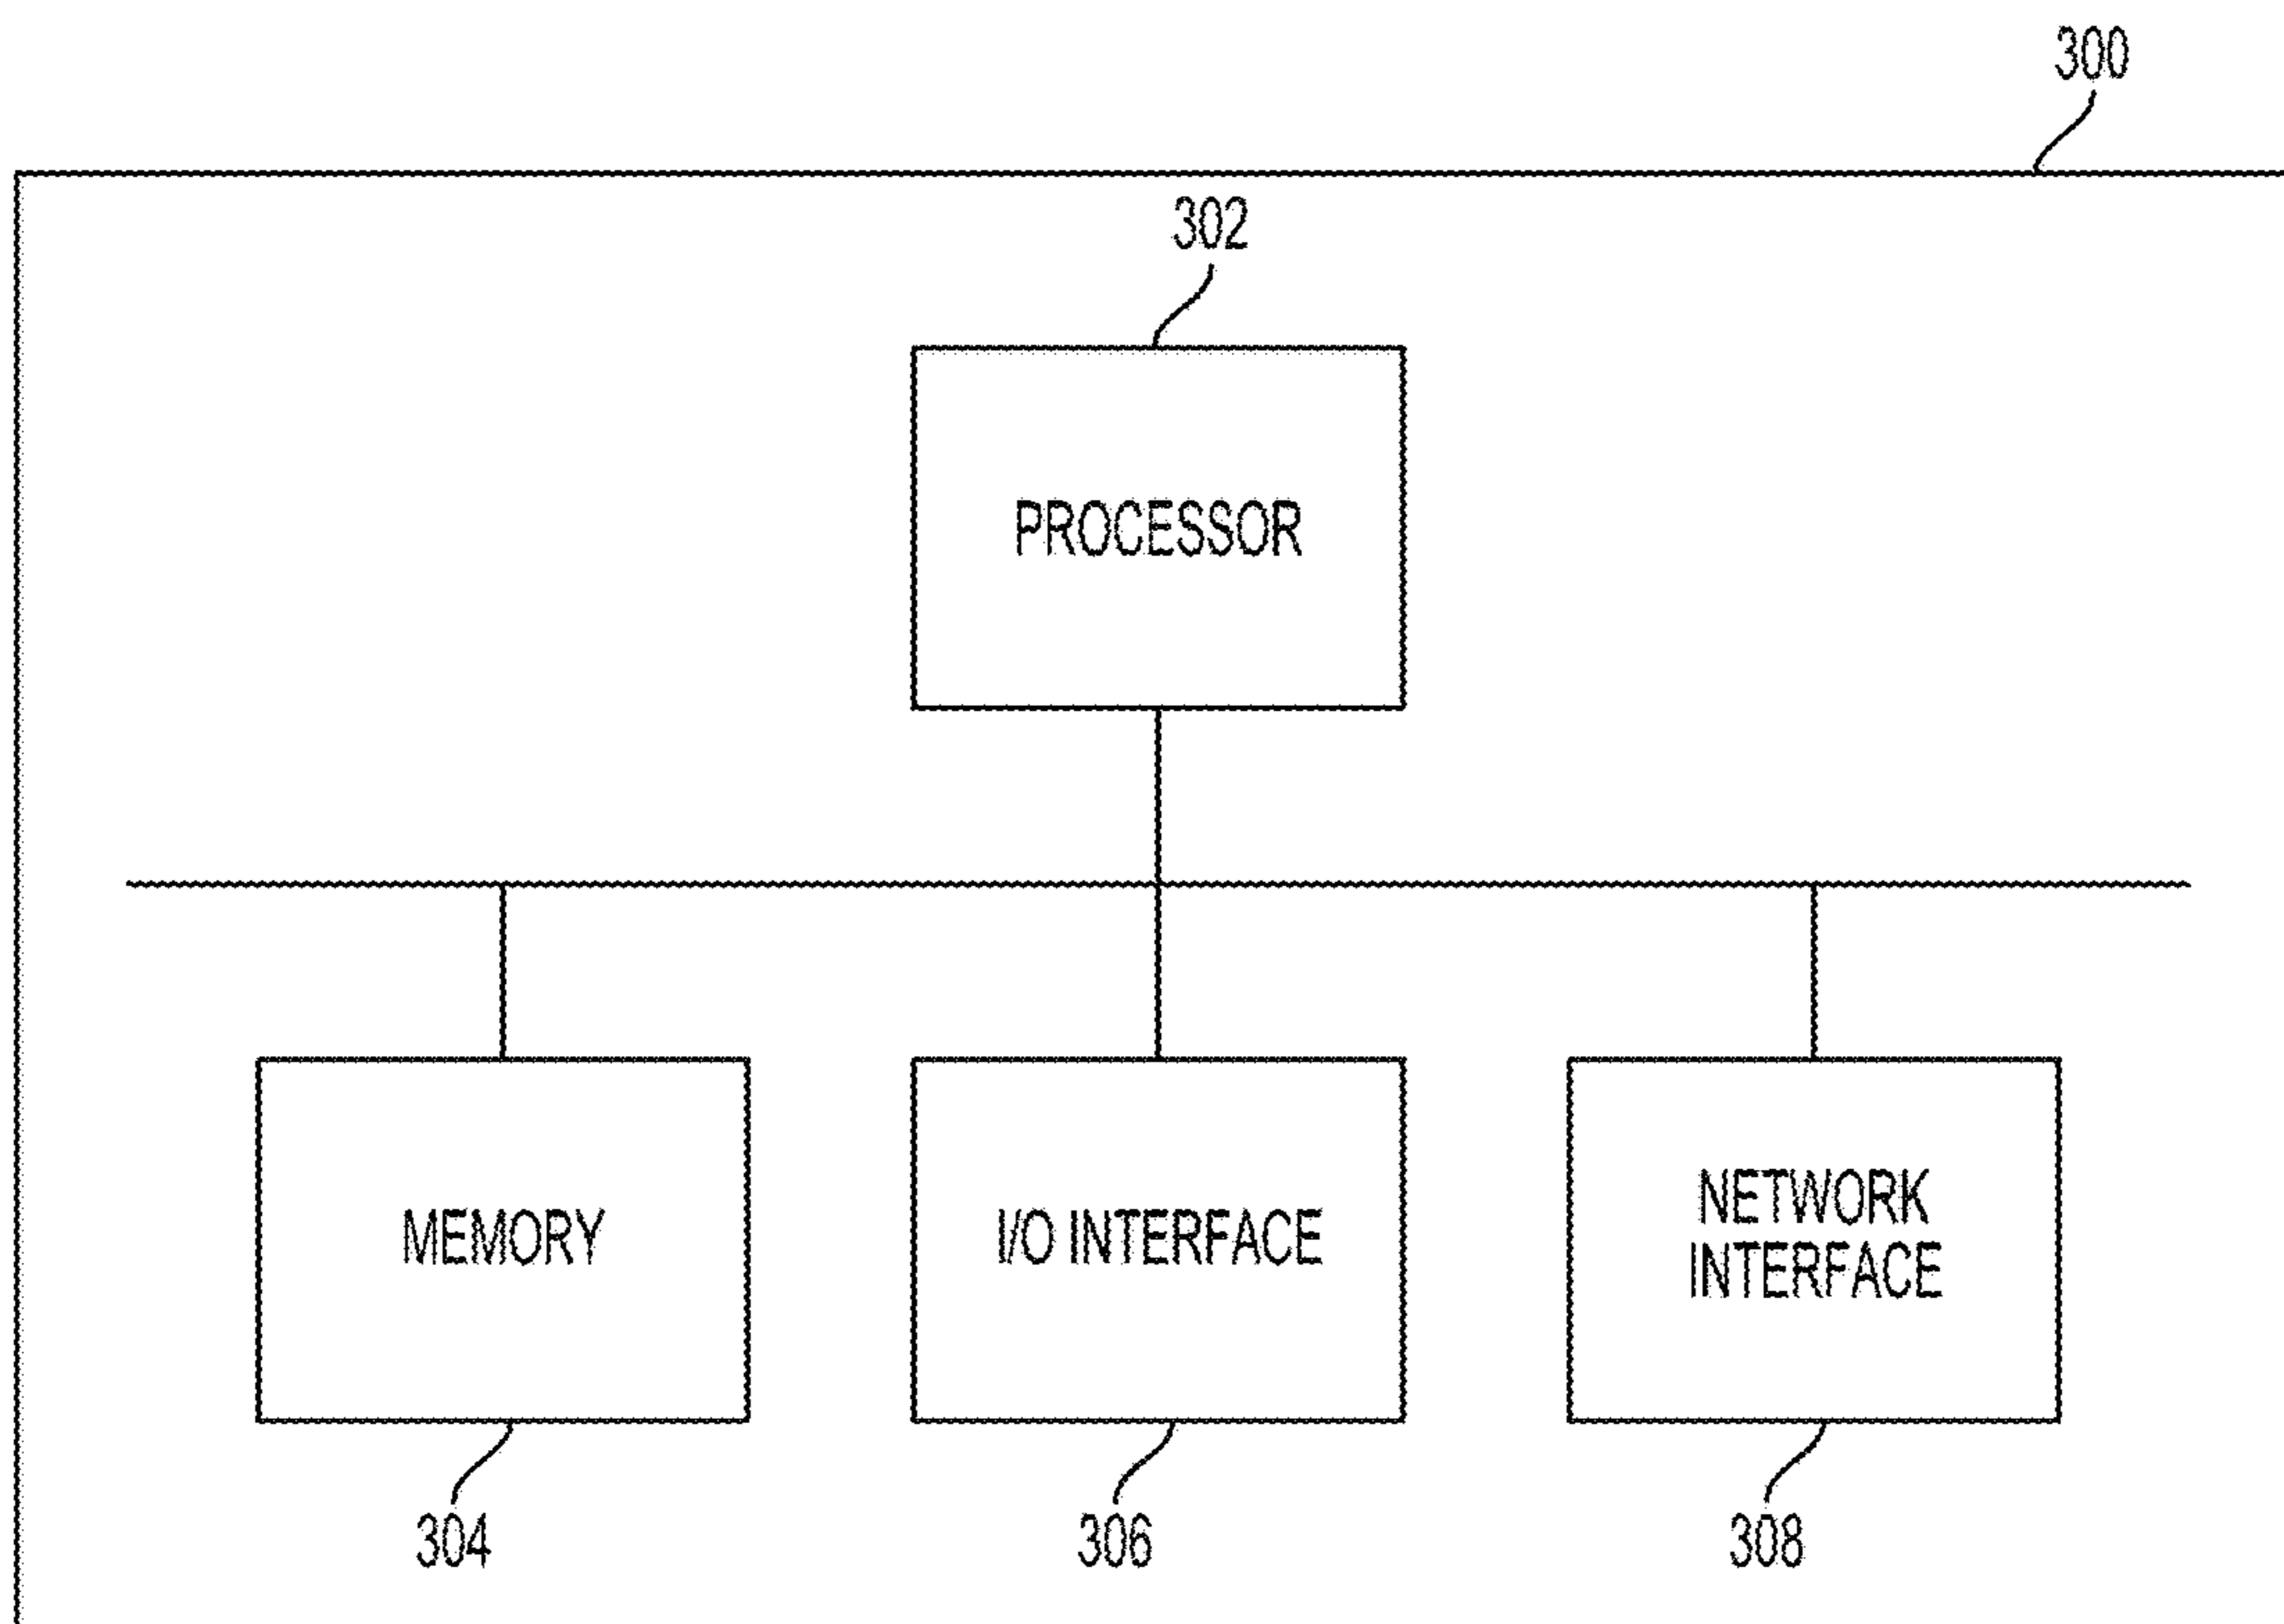 300
302
PROCESSOR
MEMORY
I/O INTERFACE
NETWORK
INTERFACE
304
306
308